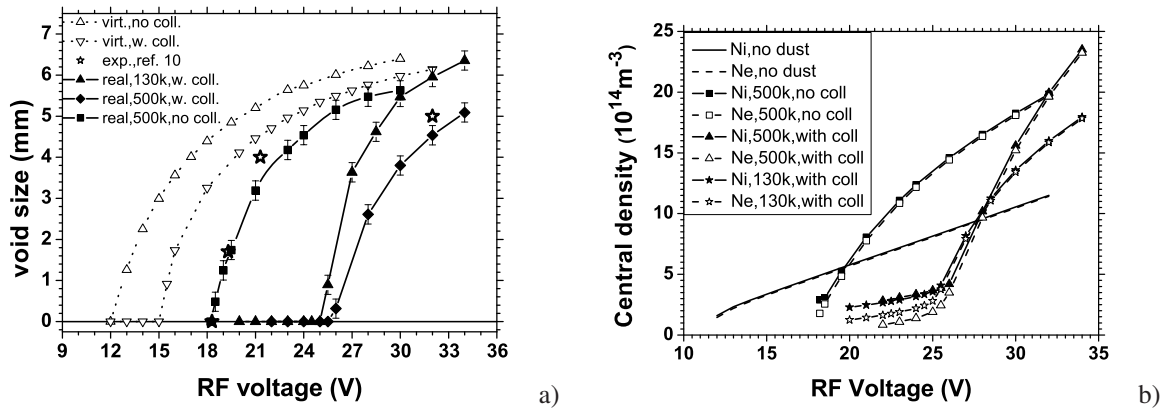 void size (mm)
7
6
5
4
3
2
1
0
virt.,no coll.
virt.,w. coll.
exp.,ref. 10
real,130k,w. coll.
real,500k,w. coll.
real,500k,no coll.
9 12 15 18 21 24 27 30 33 36
RF voltage (V)
a)
Central density (10¹⁴m⁻³)
25
20
15
10
5
0
Ni,no dust
Ne,no dust
Ni,500k,no coll
Ne,500k,no coll
Ni,500k,with coll
Ne,500k,with coll
Ni,130k,with coll
Ne,130k,with coll
10 15 20 25 30 35
RF Voltage (V)
b)